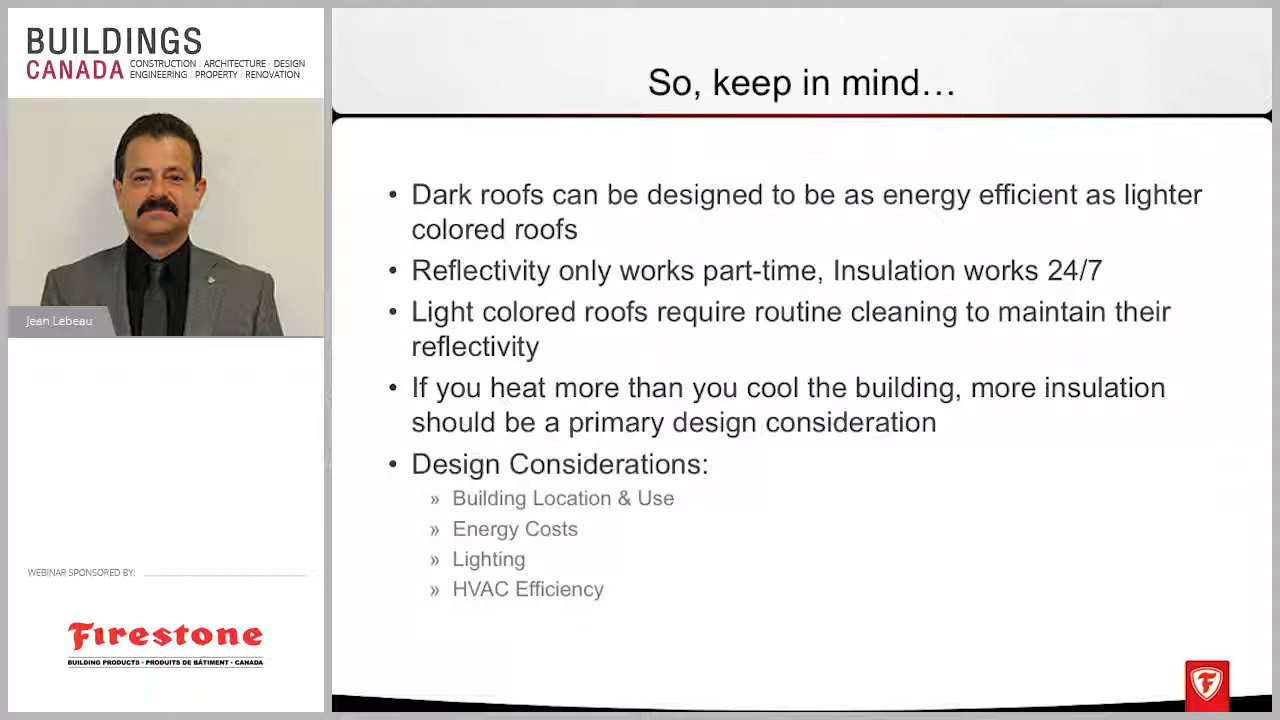 BUILDINGS
CANADA
CONSTRUCTION / ARCHITECTURE / DESIGN
ENGINEERING / PROPERTY / RENOVATION
Jean Lebeau
WEBINAR SPONSORED BY:
Firestone
BUILDING PRODUCTS • PRODUITS DE BÂTIMENT • CANADA
So, keep in mind…
• Dark roofs can be designed to be as energy efficient as lighter
colored roofs
• Reflectivity only works part-time, Insulation works 24/7
• Light colored roofs require routine cleaning to maintain their
reflectivity
• If you heat more than you cool the building, more insulation
should be a primary design consideration
• Design Considerations:
» Building Location & Use
» Energy Costs
» Lighting
» HVAC Efficiency
F